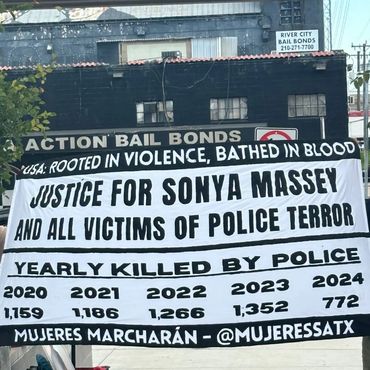 RIVER CITY
BAIL BONDS
210-271-7700
A ACTION BAIL BONDS
USA: ROOTED IN VIOLENCE, BATHED IN BLOOD
JUSTICE FOR SONYA MASSEY
AND ALL VICTIMS OF POLICE TERROR
YEARLY KILLED BY POLICE
2020 2021 2022 2023 2024
1,159 1,186 1,266 1,352 772
MUJERES MARCHARÁN - @MUJERESSATX